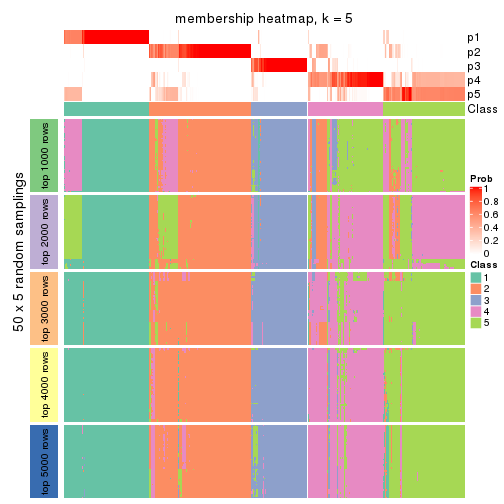 membership heatmap, k = 5
p1
p2
p3
p4
p5
Class
50 x 5 random samplings
top 1000 rows
top 2000 rows
top 3000 rows
top 4000 rows
top 5000 rows
Prob
1
0.8
0.6
0.4
0.2
0
Class
1
2
3
4
5